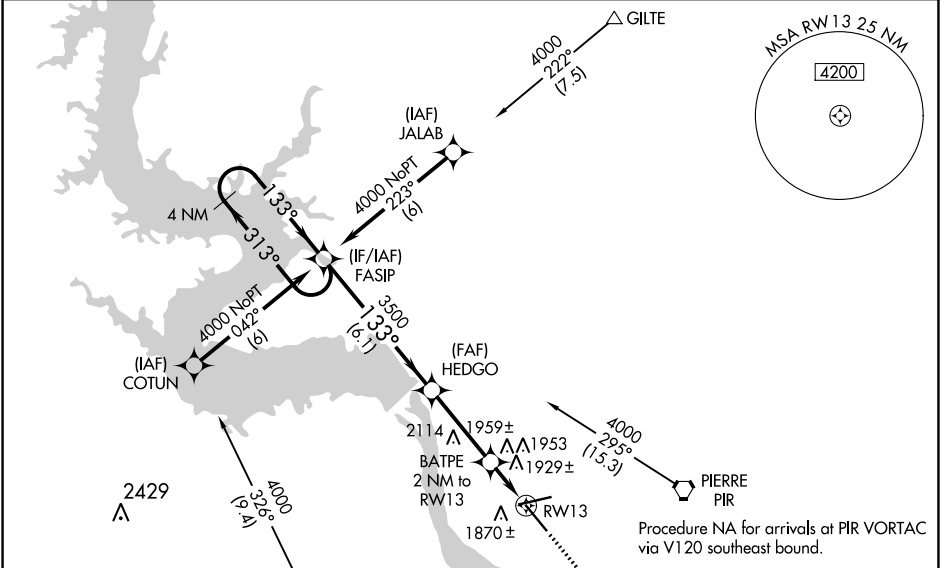 GILTE
4000
222°
(7.5)
MSA RW13 25 NM
4200
(IAF)
JALAB
4000 NoPT
223°
(6)
4 NM
133°
313°
(IF/IAF)
FASIP
4000 NoPT
042°
(6)
3500
133°
(6.1)
(IAF)
COTUN
(FAF)
HEDGO
2114
1959±
1953
1929±
BATPE
2 NM to
RW13
RW13
1870±
4000
295°
(15.3)
PIERRE
PIR
2429
4000
326°
(9.4)
Procedure NA for arrivals at PIR VORTAC
via V120 southeast bound.